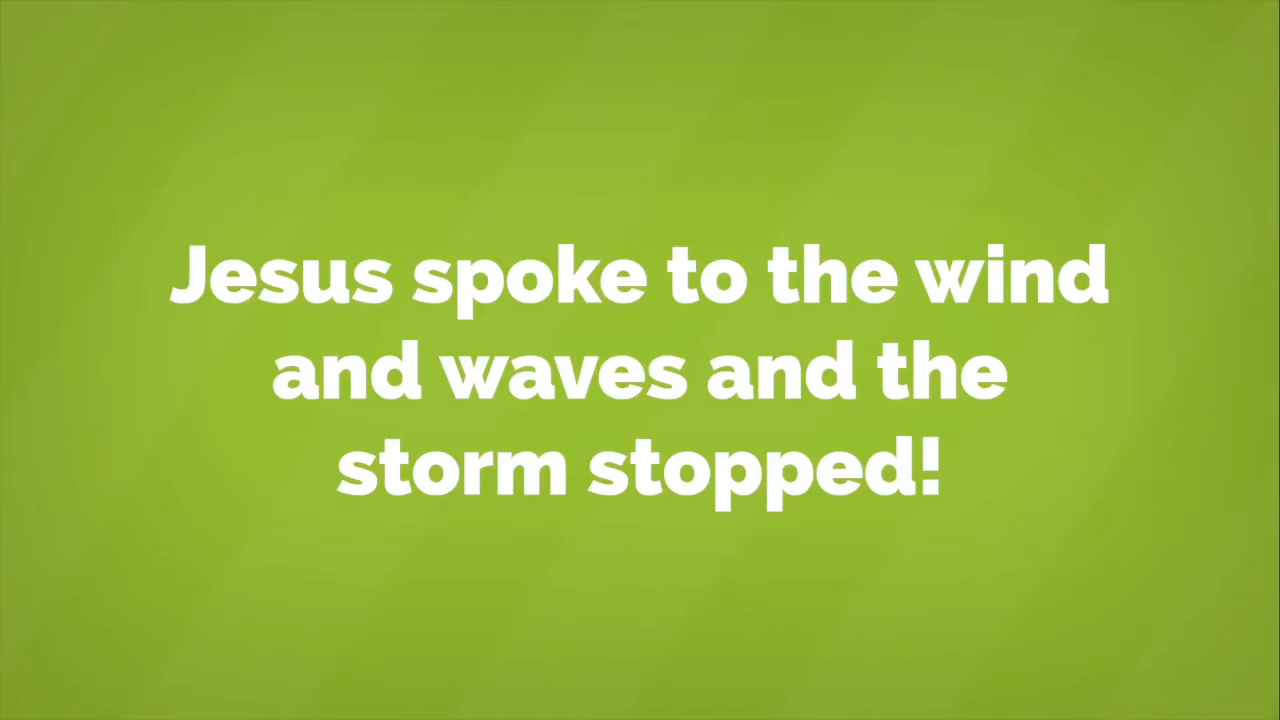 Jesus spoke to the wind
and waves and the
storm stopped!